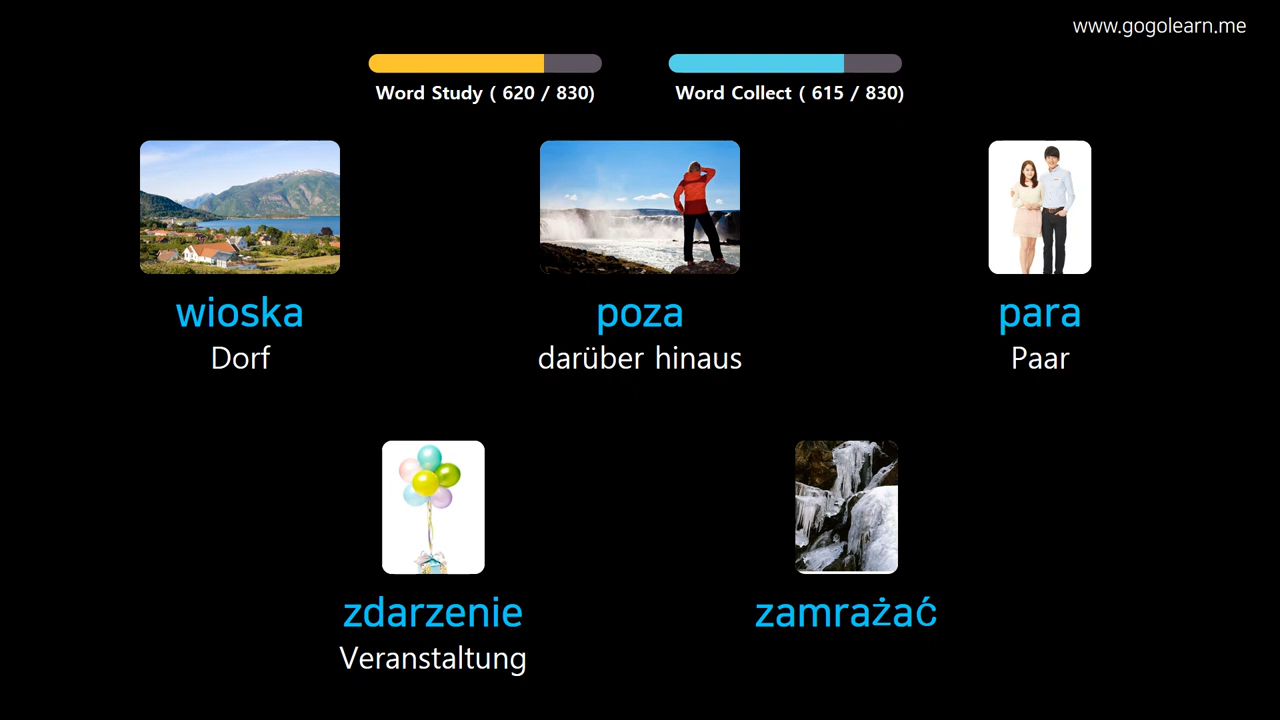 www.gogolearn.me
Word Study ( 620 / 830)
Word Collect ( 615 / 830)
wioska
poza
para
Dorf
darüber hinaus
Paar
zdarzenie
zamrażać
Veranstaltung